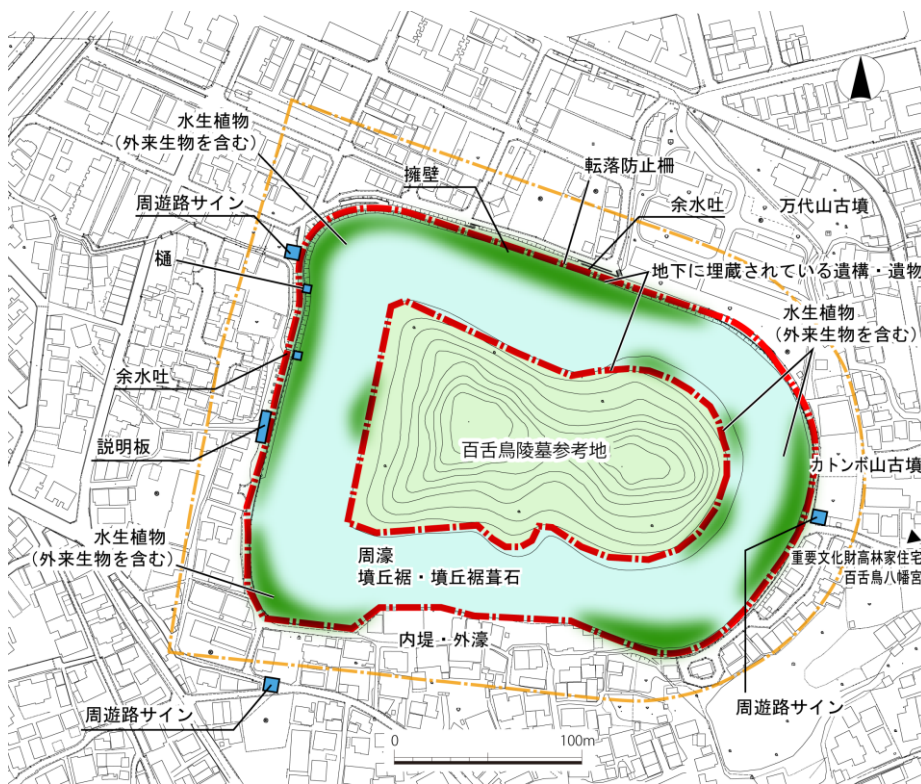 水生植物
(外来生物を含む)
擁壁
転落防止柵
余水吐
万代山古墳
周遊路サイン
樋
地下に埋蔵されている遺構・遺物
水生植物
(外来生物を含む)
余水吐
説明板
百舌鳥陵墓参考地
カトンボ山古墳
水生植物
(外来生物を含む)
周濠
墳丘裾・墳丘裾葺石
重要文化財高林家住宅
百舌鳥八幡宮
内堤・外濠
周遊路サイン
周遊路サイン
0 100m